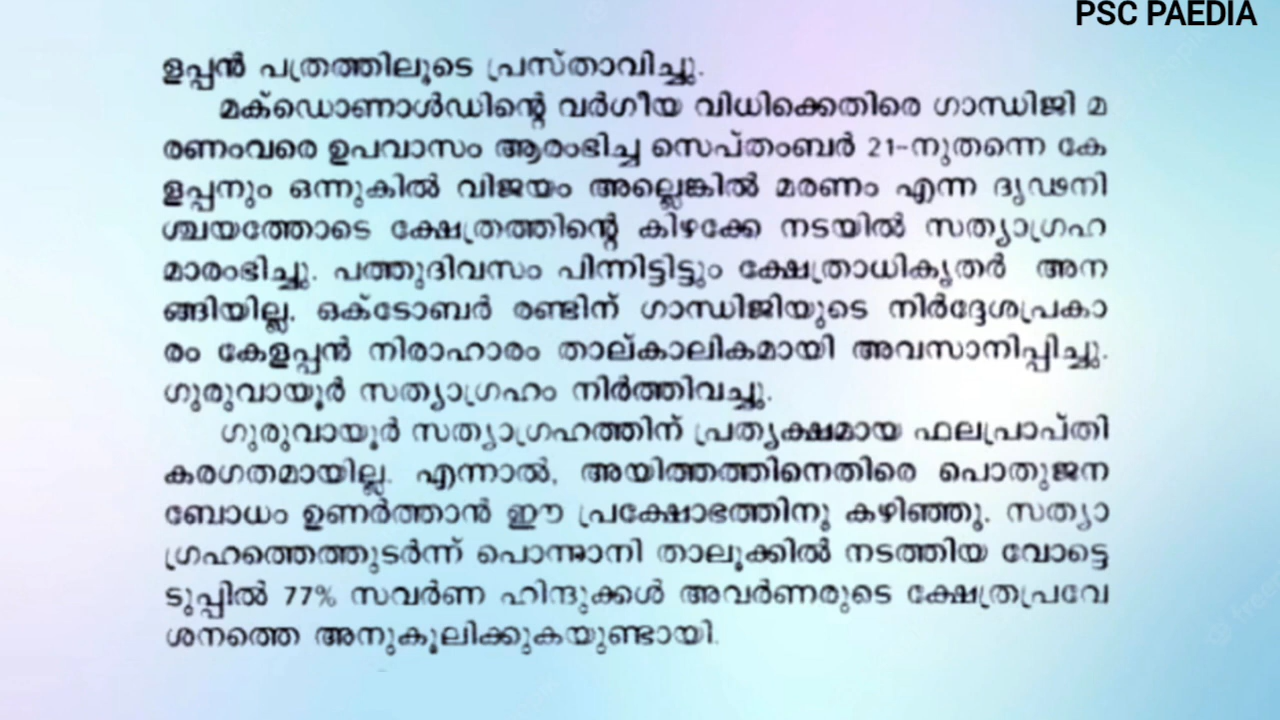 PSC PAEDIA
ളപ്പൻ പത്രത്തിലൂടെ പ്രസ്താവിച്ചു.
മക്ഡൊണാൾഡിന്റെ വർഗീയ വിധിക്കെതിരെ ഗാന്ധിജി മ
രണംവരെ ഉപവാസം ആരംഭിച്ച സെപ്തംബർ 21-നുതന്നെ കേ
ളപ്പനും ഒന്നുകിൽ വിജയം അല്ലെങ്കിൽ മരണം എന്ന ദൃഢനി
ശ്ചയത്തോടെ ക്ഷേത്രത്തിന്റെ കിഴക്കേ നടയിൽ സത്യാഗ്രഹ
മാരംഭിച്ചു. പത്തുദിവസം പിന്നിട്ടിട്ടും ക്ഷേത്രാധികൃതർ അന
ങ്ങിയില്ല. ഒക്ടോബർ രണ്ടിന് ഗാന്ധിജിയുടെ നിർദ്ദേശപ്രകാ
രം കേളപ്പൻ നിരാഹാരം താല്കാലികമായി അവസാനിപ്പിച്ചു.
ഗുരുവായൂർ സത്യാഗ്രഹം നിർത്തിവച്ചു.
ഗുരുവായൂർ സത്യാഗ്രഹത്തിന് പ്രത്യക്ഷമായ ഫലപ്രാപ്തി
കരഗതമായില്ല. എന്നാൽ, അയിത്തത്തിനെതിരെ പൊതുജന
ബോധം ഉണർത്താൻ ഈ പ്രക്ഷോഭത്തിനു കഴിഞ്ഞു. സത്യാ
ഗ്രഹത്തെത്തുടർന്ന് പൊന്നാനി താലൂക്കിൽ നടത്തിയ വോട്ടെ
ടുപ്പിൽ 77% സവർണ ഹിന്ദുക്കൾ അവർണരുടെ ക്ഷേത്രപ്രവേ
ശനത്തെ അനുകൂലിക്കുകയുണ്ടായി.